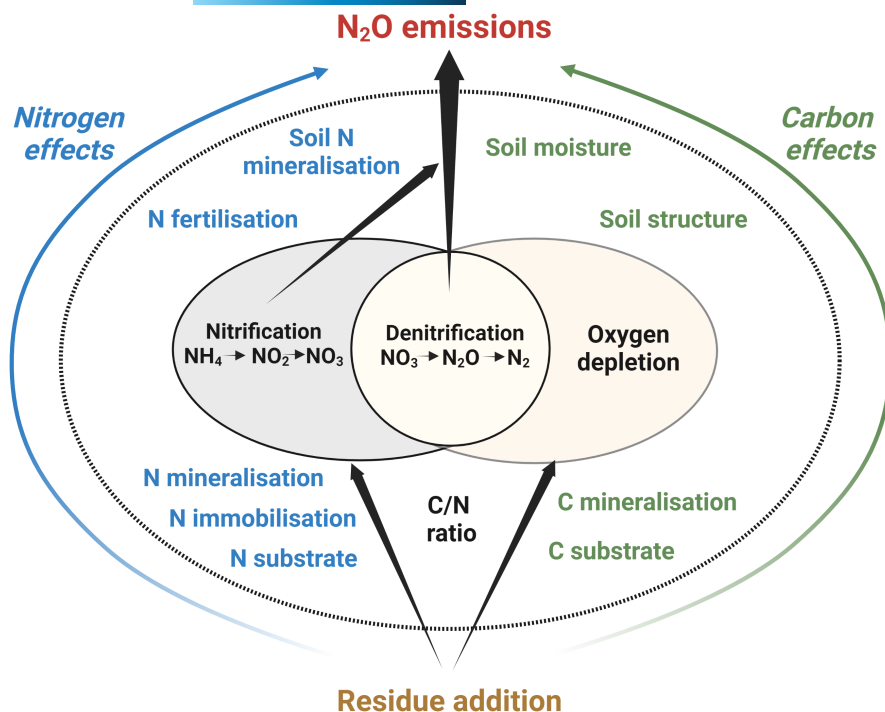 N₂O emissions
Nitrogen
effects
Carbon
effects
Soil N
mineralisation
Soil moisture
N fertilisation
Soil structure
Nitrification
NH₄ → NO₂ → NO₃
Denitrification
NO₃ → N₂O → N₂
Oxygen
depletion
N mineralisation
N immobilisation
N substrate
C/N
ratio
C mineralisation
C substrate
Residue addition